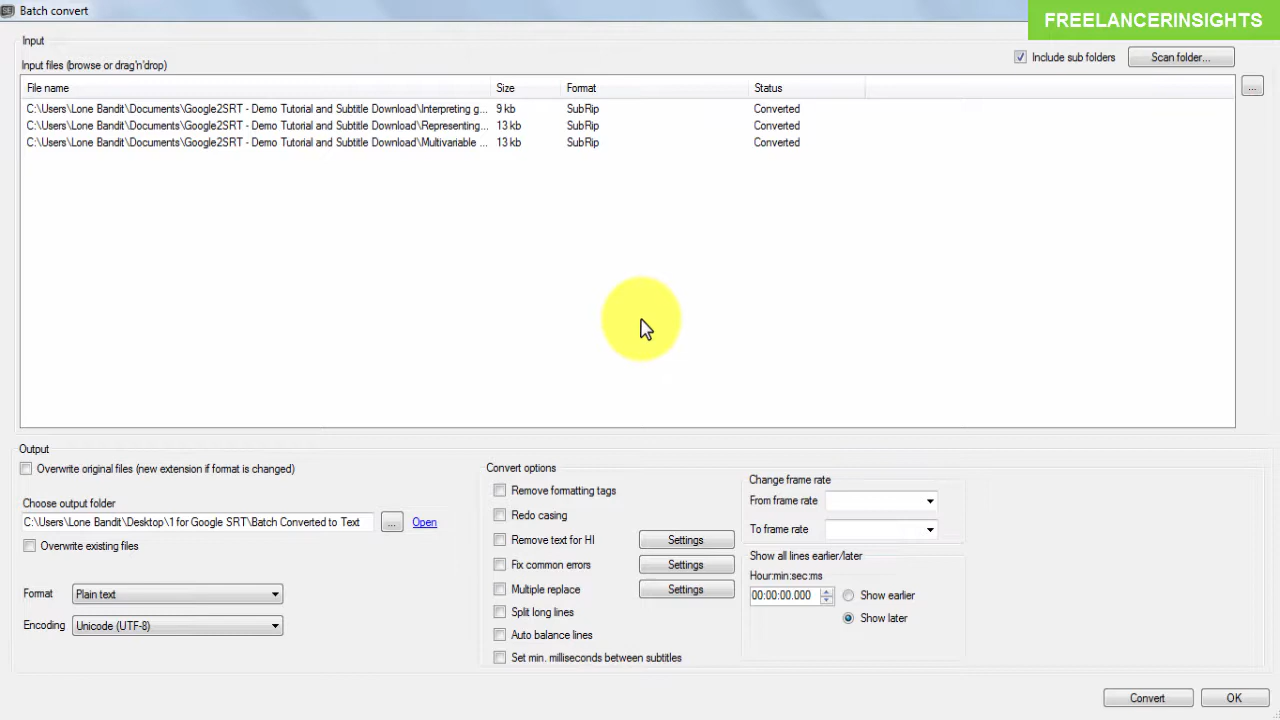 Batch convert
FREELANCERINSIGHTS
Input
Input files (browse or drag'n'drop)
Include sub folders
Scan folder...
File name Size Format Status
...
C:\Users\Lone Bandit\Documents\Google2SRT - Demo Tutorial and Subtitle Download\Interpreting g... 9 kb SubRip Converted
C:\Users\Lone Bandit\Documents\Google2SRT - Demo Tutorial and Subtitle Download\Representing... 13 kb SubRip Converted
C:\Users\Lone Bandit\Documents\Google2SRT - Demo Tutorial and Subtitle Download\Multivariable ... 13 kb SubRip Converted
Output
Overwrite original files (new extension if format is changed)
Choose output folder
C:\Users\Lone Bandit\Desktop\1 for Google SRT\Batch Converted to Text ... Open
Overwrite existing files
Format Plain text
Encoding Unicode (UTF-8)
Convert options
Remove formatting tags
Redo casing
Remove text for HI Settings
Fix common errors Settings
Multiple replace Settings
Split long lines
Auto balance lines
Set min. milliseconds between subtitles
Change frame rate
From frame rate
To frame rate
Show all lines earlier/later
Hour:min:sec:ms
00:00:00.000 Show earlier
Show later
Convert OK